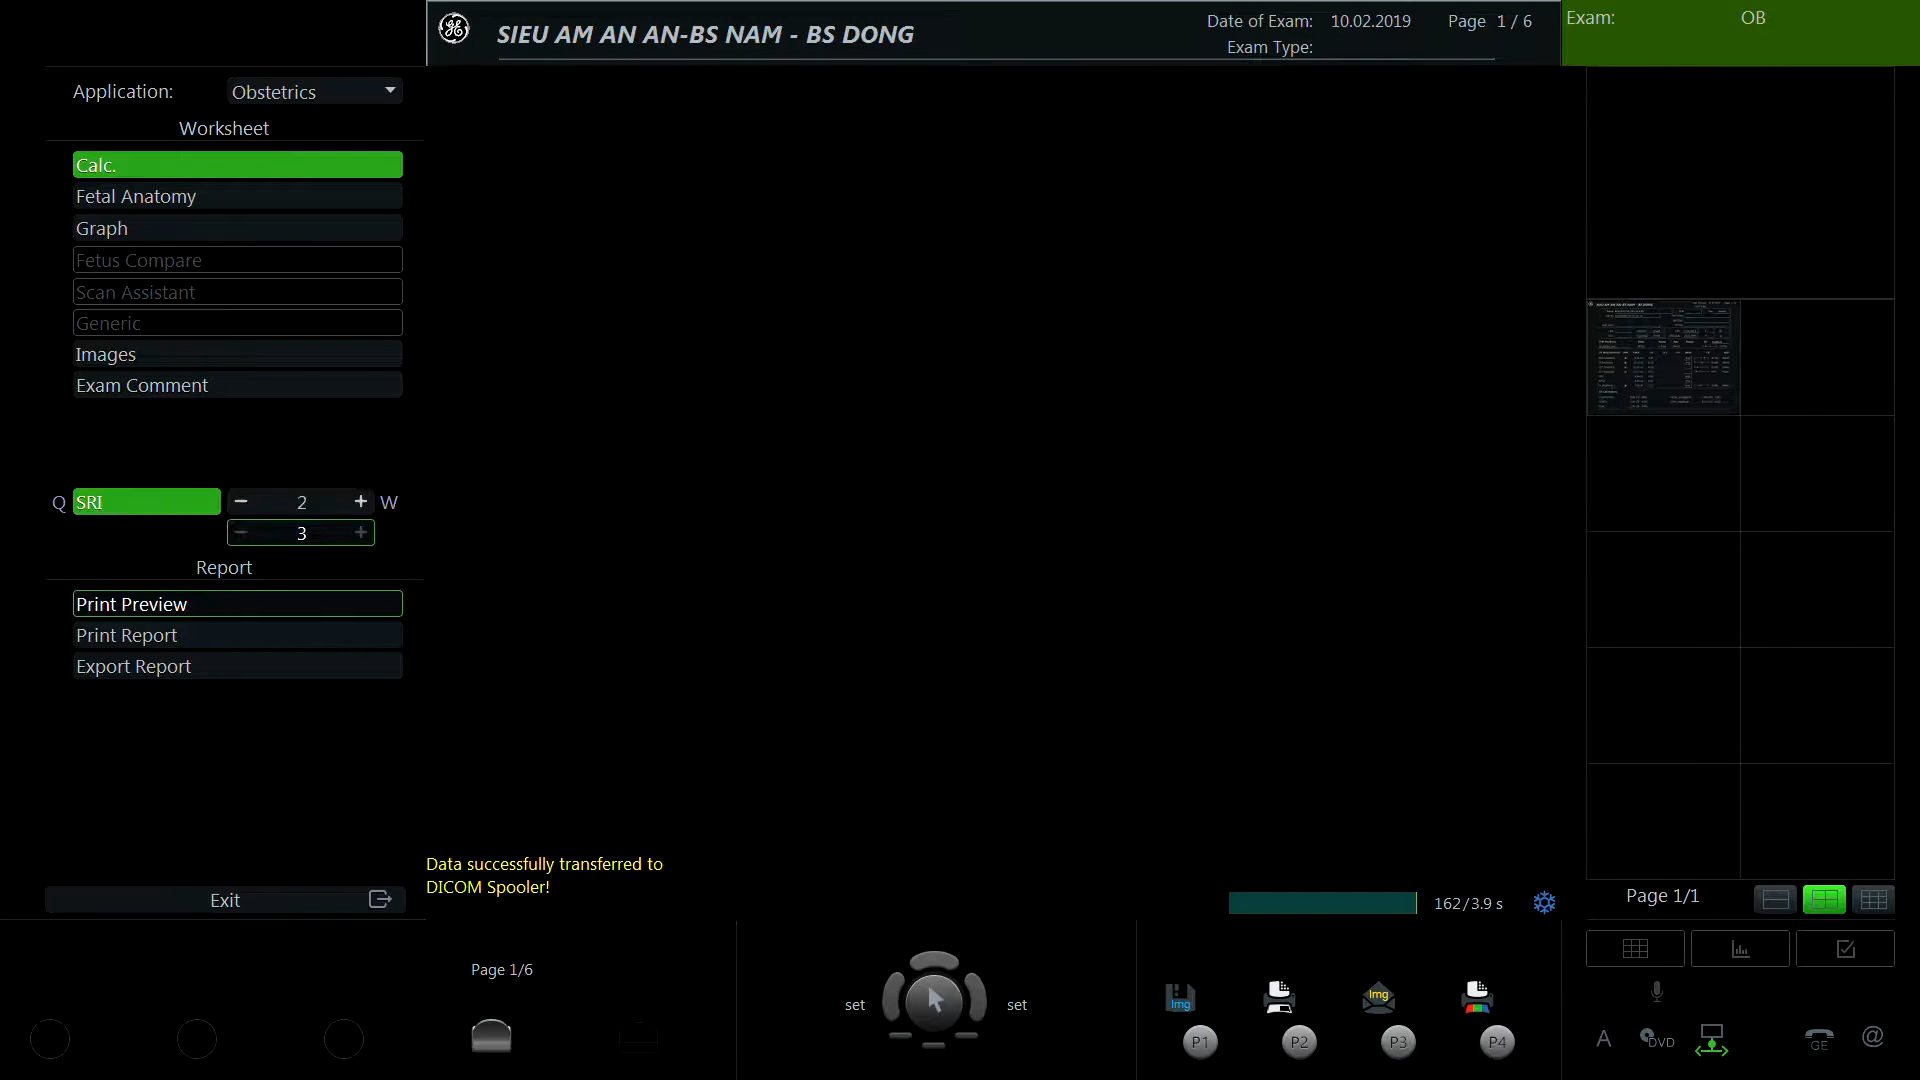 SIEU AM AN AN-BS NAM - BS DONG
Date of Exam: 10.02.2019 Page 1 / 6
Exam Type:
Exam: OB
Application: Obstetrics
Worksheet
Calc.
Fetal Anatomy
Graph
Fetus Compare
Scan Assistant
Generic
Images
Exam Comment
Q SRI − 2 + W
− 3 +
Report
Print Preview
Print Report
Export Report
Data successfully transferred to
DICOM Spooler!
Exit
162/3.9 s
Page 1/1
Page 1/6
set set
Img Img
P1 P2 P3 P4
A DVD GE @